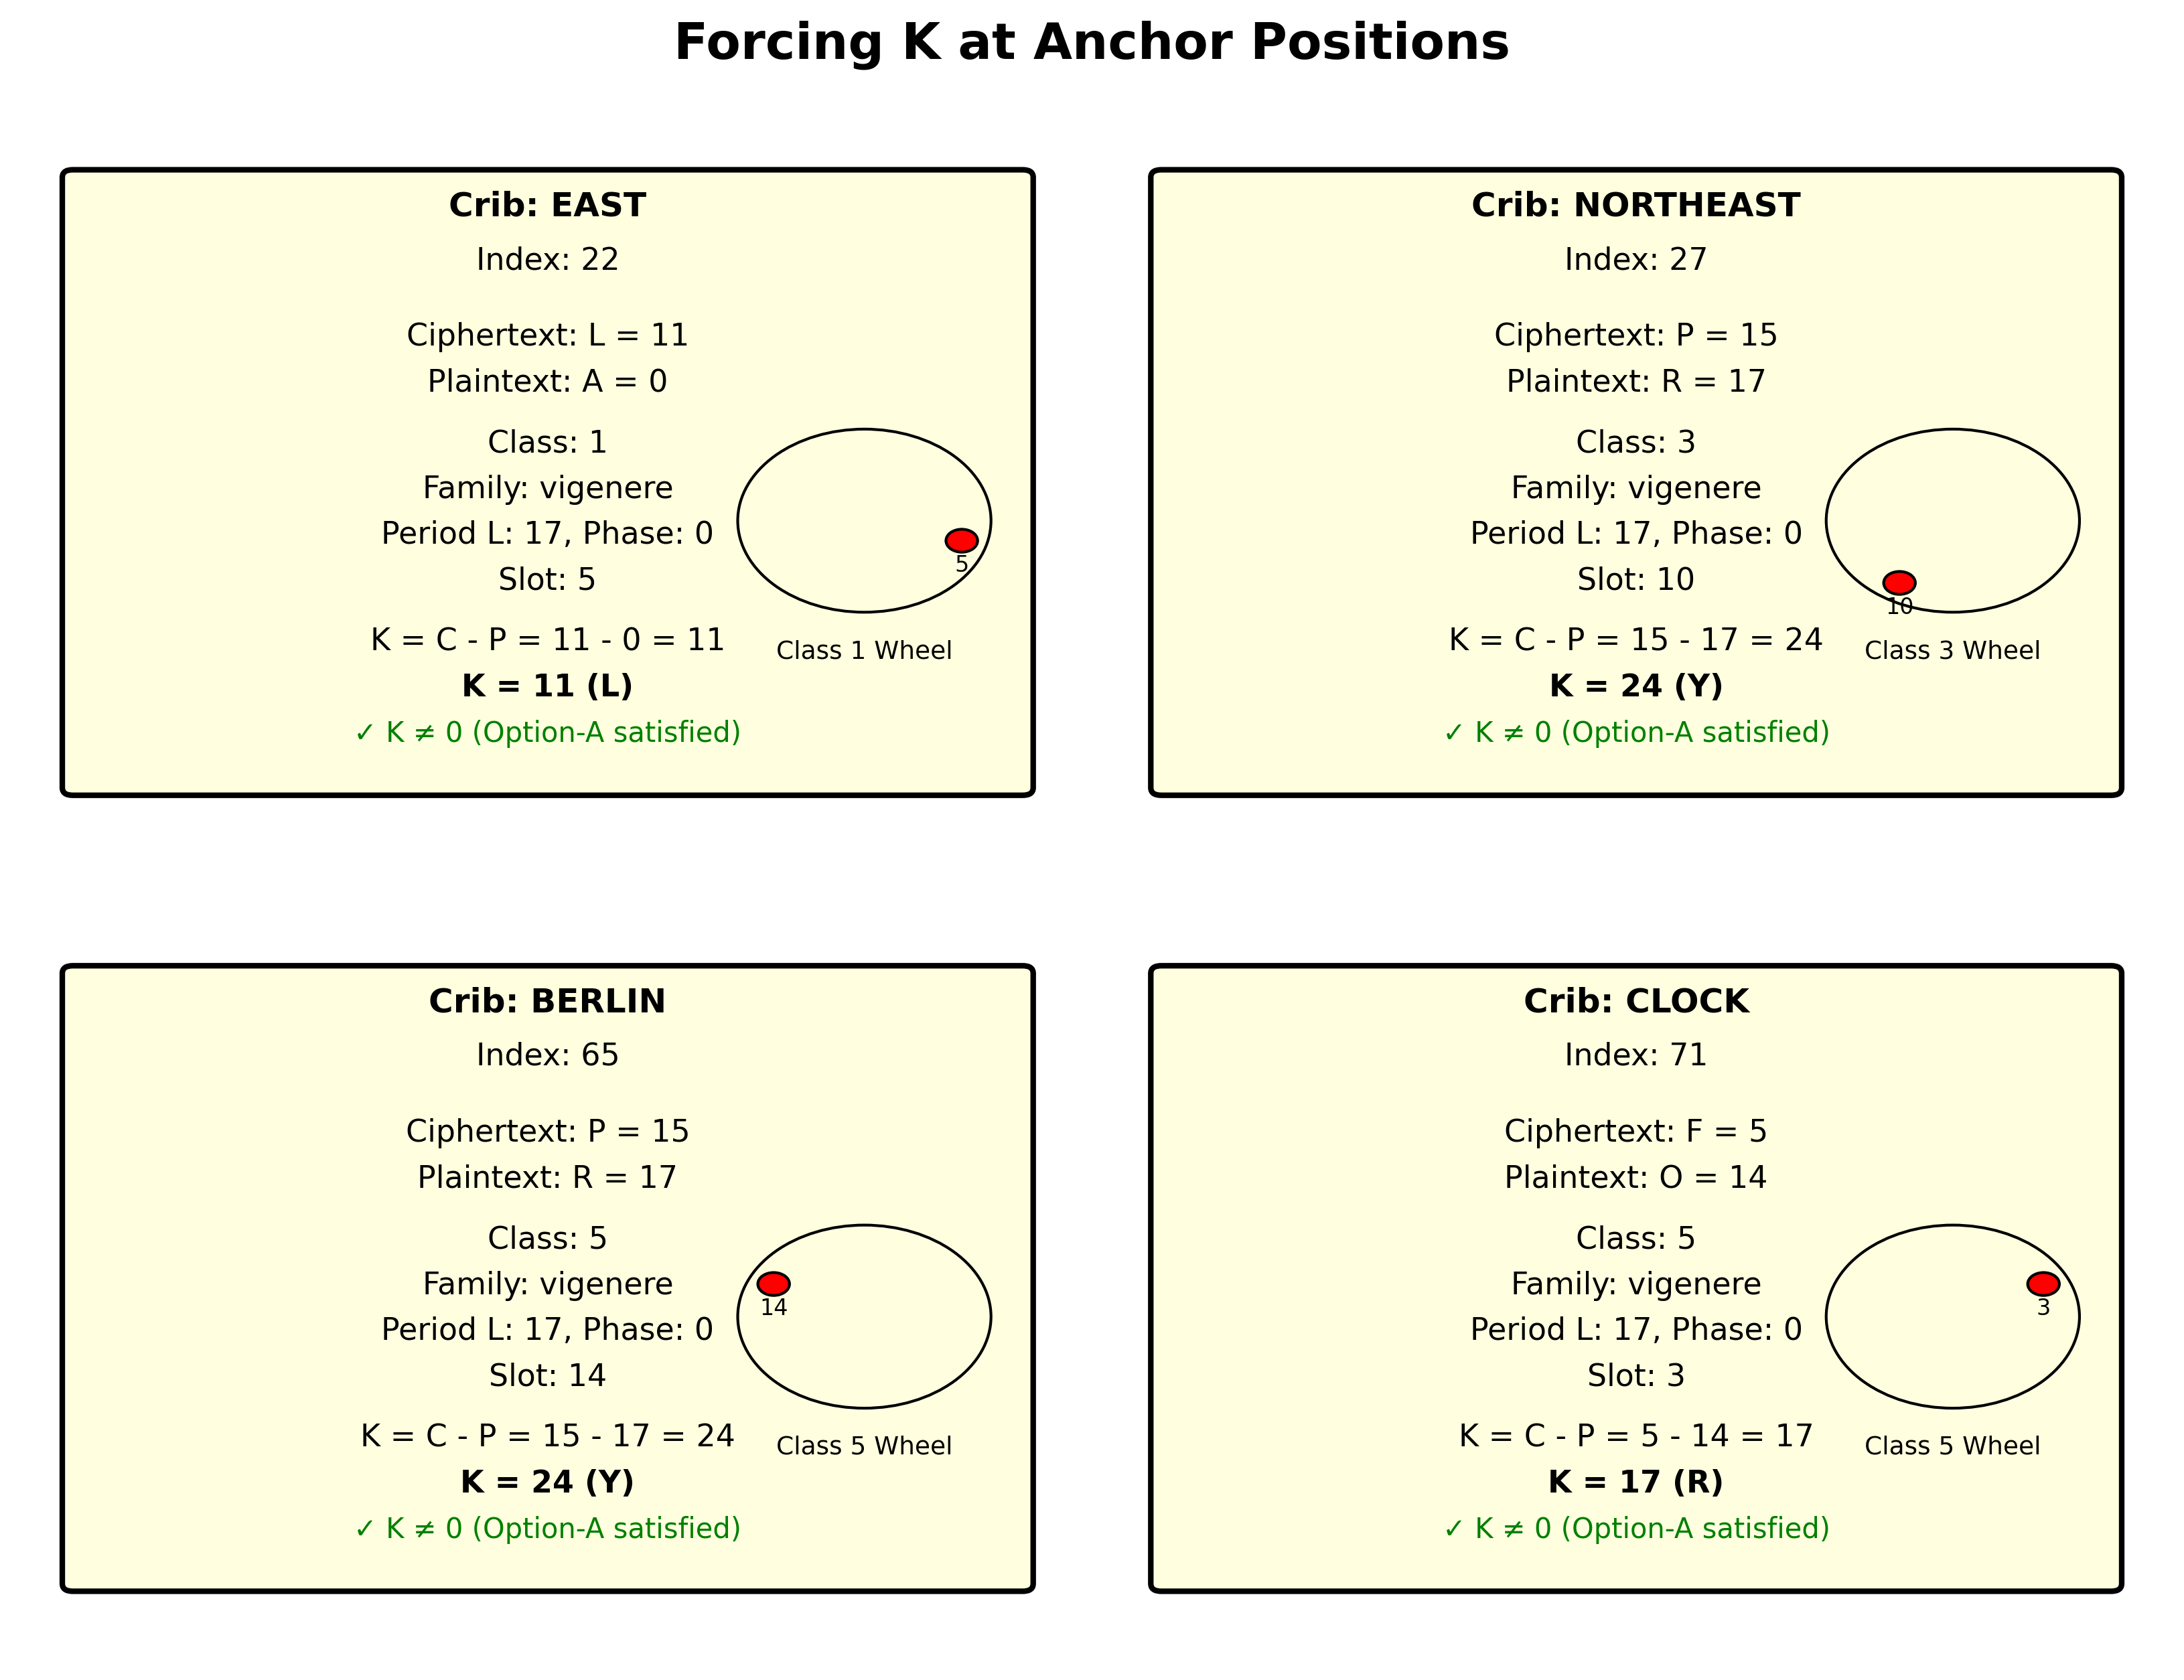 Forcing K at Anchor Positions
Crib: EAST
Index: 22
Ciphertext: L = 11
Plaintext: A = 0
Class: 1
Family: vigenere
Period L: 17, Phase: 0
Slot: 5
K = C - P = 11 - 0 = 11
K = 11 (L)
✓ K ≠ 0 (Option-A satisfied)
5
Class 1 Wheel
Crib: NORTHEAST
Index: 27
Ciphertext: P = 15
Plaintext: R = 17
Class: 3
Family: vigenere
Period L: 17, Phase: 0
Slot: 10
K = C - P = 15 - 17 = 24
K = 24 (Y)
✓ K ≠ 0 (Option-A satisfied)
10
Class 3 Wheel
Crib: BERLIN
Index: 65
Ciphertext: P = 15
Plaintext: R = 17
Class: 5
Family: vigenere
Period L: 17, Phase: 0
Slot: 14
K = C - P = 15 - 17 = 24
K = 24 (Y)
✓ K ≠ 0 (Option-A satisfied)
14
Class 5 Wheel
Crib: CLOCK
Index: 71
Ciphertext: F = 5
Plaintext: O = 14
Class: 5
Family: vigenere
Period L: 17, Phase: 0
Slot: 3
K = C - P = 5 - 14 = 17
K = 17 (R)
✓ K ≠ 0 (Option-A satisfied)
3
Class 5 Wheel